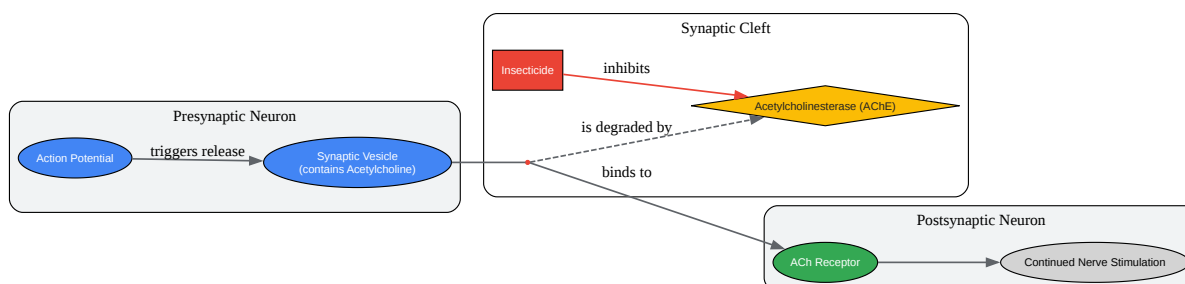 Synaptic Cleft
Insecticide
inhibits
Acetylcholinesterase (AChE)
Presynaptic Neuron
is degraded by
Action Potential
triggers release
Synaptic Vesicle
(contains Acetylcholine)
binds to
Postsynaptic Neuron
ACh Receptor
Continued Nerve Stimulation